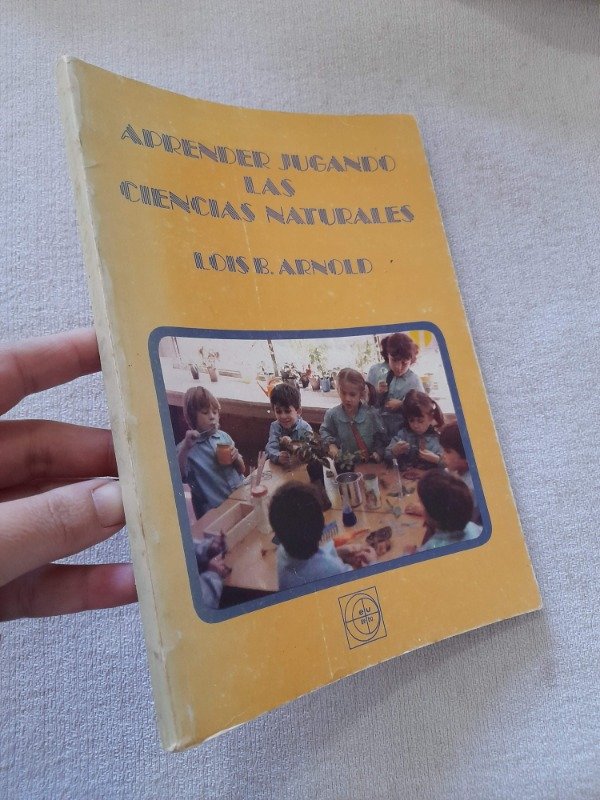 APRENDER JUGANDO
LAS
CIENCIAS NATURALES
LOIS B. ARNOLD